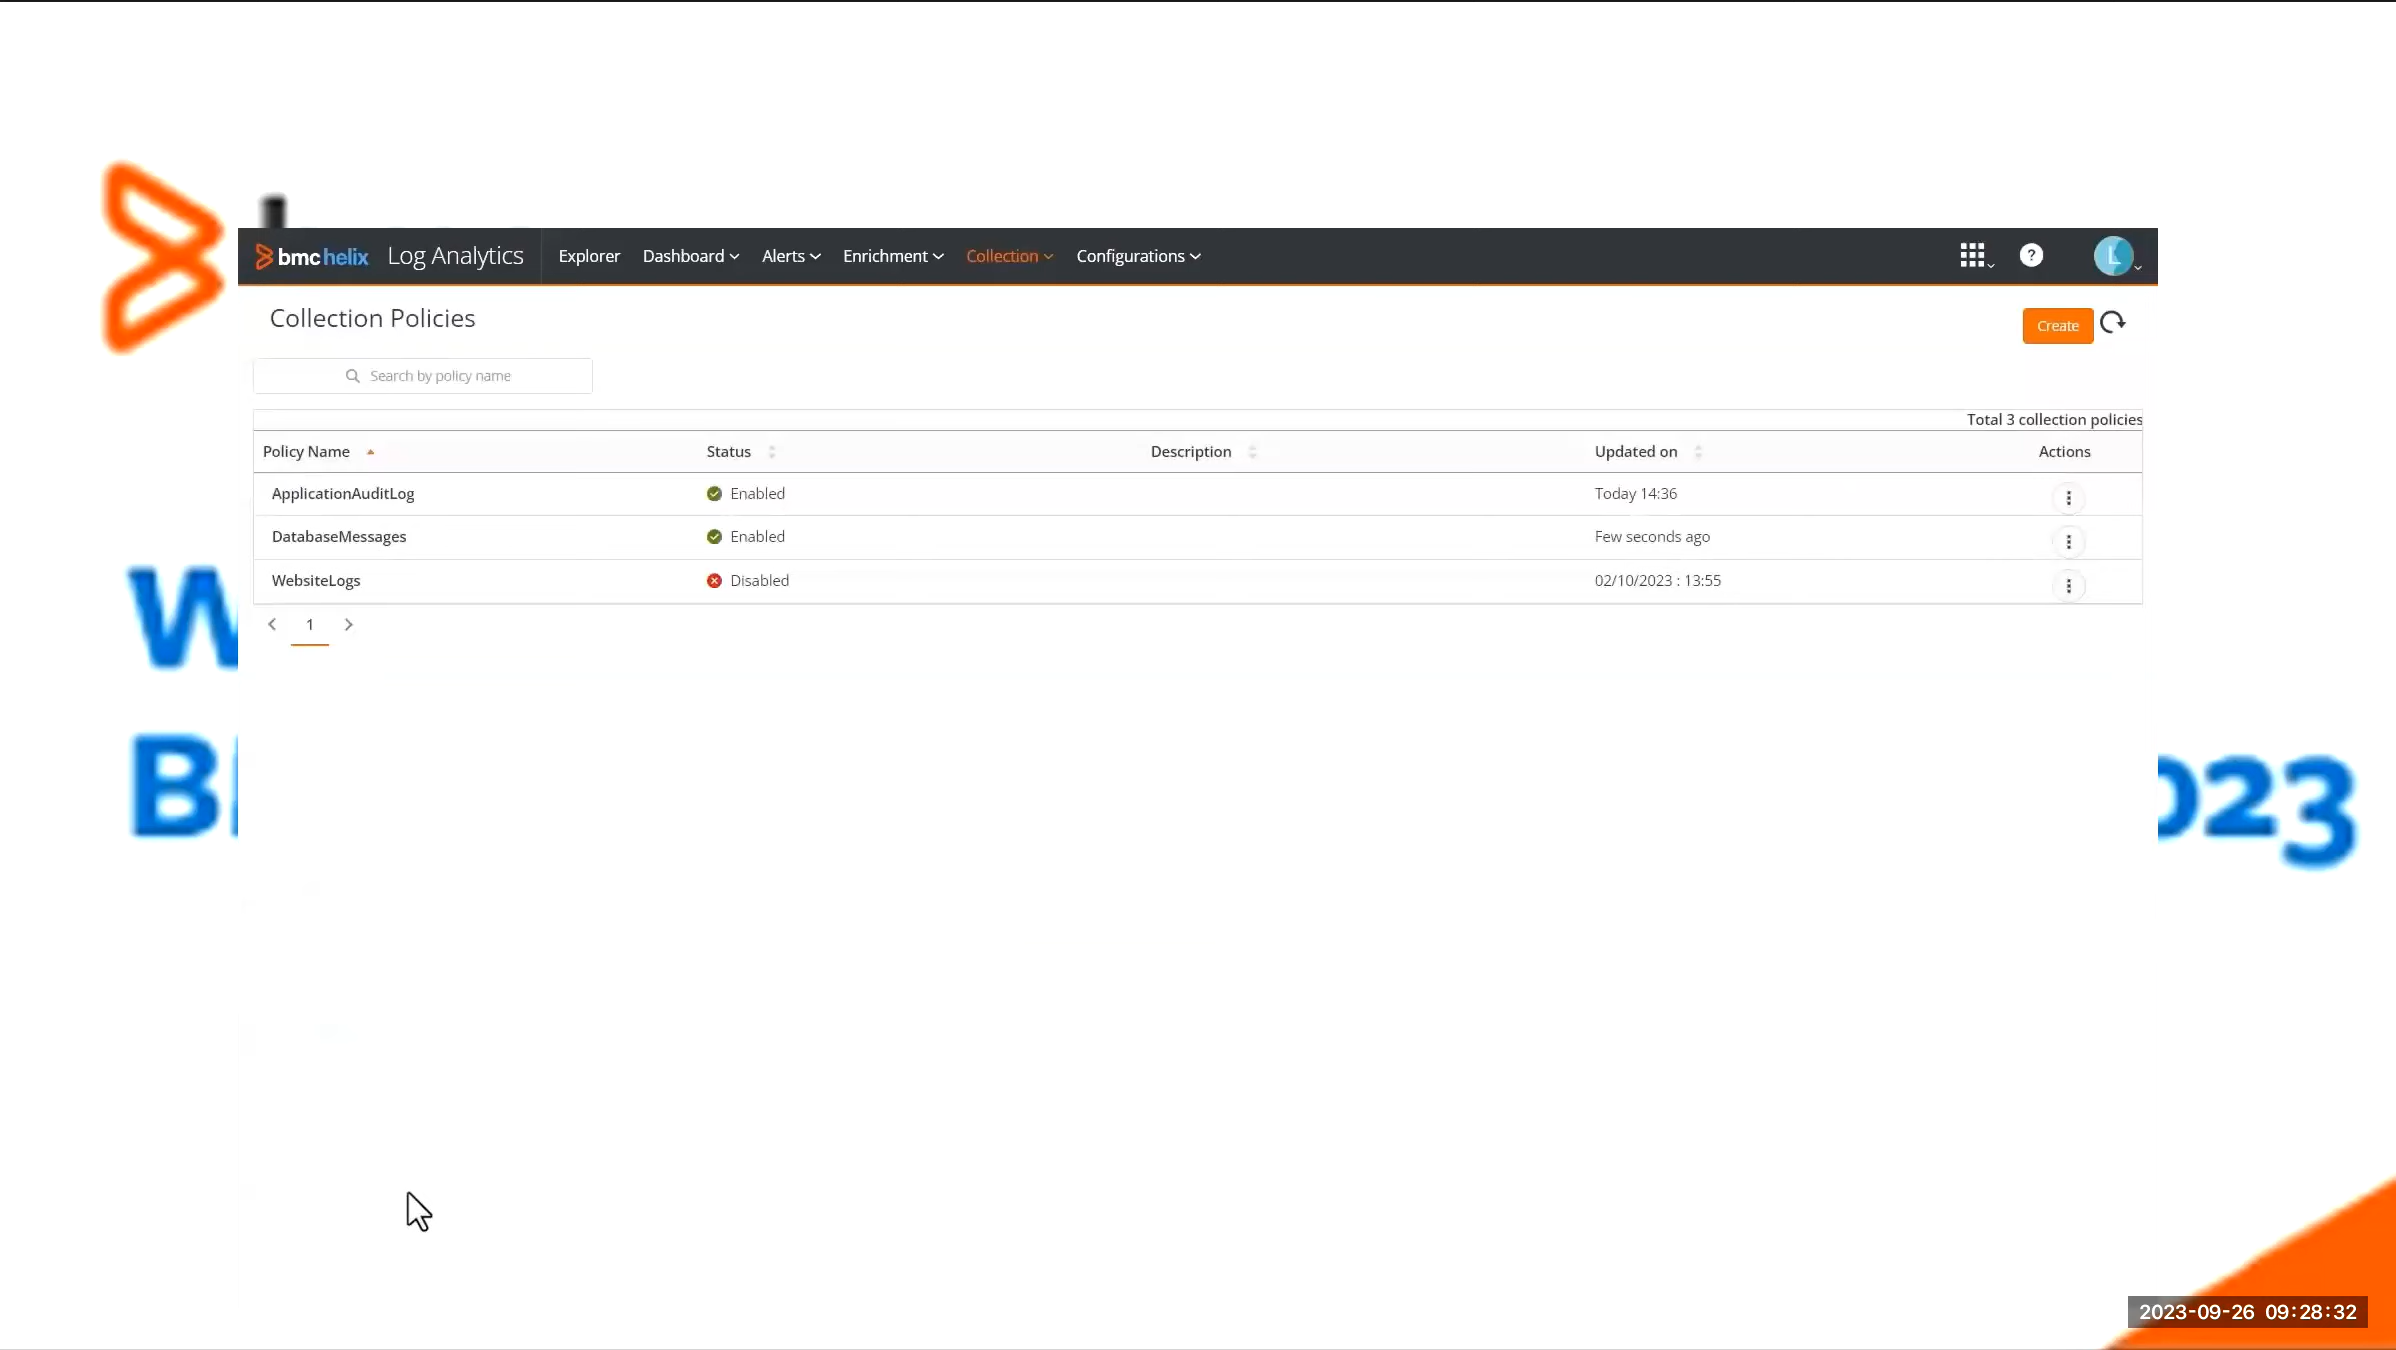 bmc helix Log Analytics Explorer Dashboard Alerts Enrichment Collection Configurations ? L
Collection Policies
Create
Search by policy name
Total 3 collection policies
Policy Name Status Description Updated on Actions
ApplicationAuditLog Enabled Today 14:36
DatabaseMessages Enabled Few seconds ago
WebsiteLogs Disabled 02/10/2023 : 13:55
1
W
B
023
2023-09-26 09:28:32